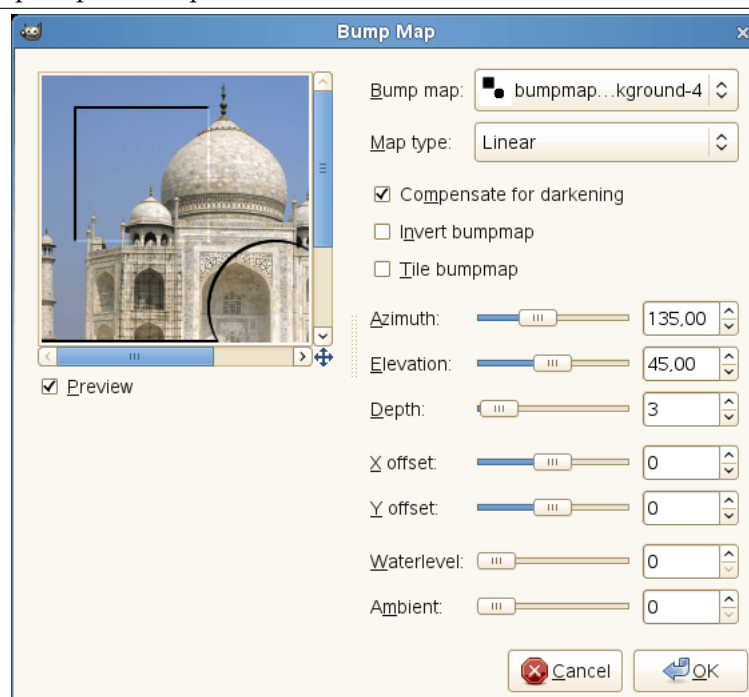 Bump Map
Bump map: bumpmap...kground-4
Map type: Linear
Compensate for darkening
Invert bumpmap
Tile bumpmap
Azimuth: 135,00
Elevation: 45,00
Depth: 3
X offset: 0
Y offset: 0
Waterlevel: 0
Ambient: 0
Preview
Cancel OK